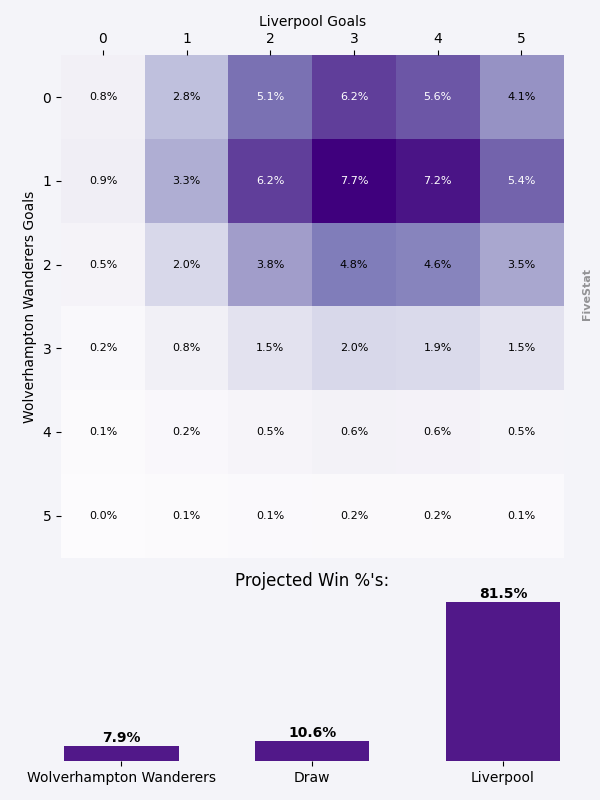 Liverpool Goals
0 1 2 3 4 5
Wolverhampton Wanderers Goals
0 0.8% 2.8% 5.1% 6.2% 5.6% 4.1%
1 0.9% 3.3% 6.2% 7.7% 7.2% 5.4%
2 0.5% 2.0% 3.8% 4.8% 4.6% 3.5%
3 0.2% 0.8% 1.5% 2.0% 1.9% 1.5%
4 0.1% 0.2% 0.5% 0.6% 0.6% 0.5%
5 0.0% 0.1% 0.1% 0.2% 0.2% 0.1%
FiveStat
Projected Win %'s:
7.9% 10.6% 81.5%
Wolverhampton Wanderers Draw Liverpool